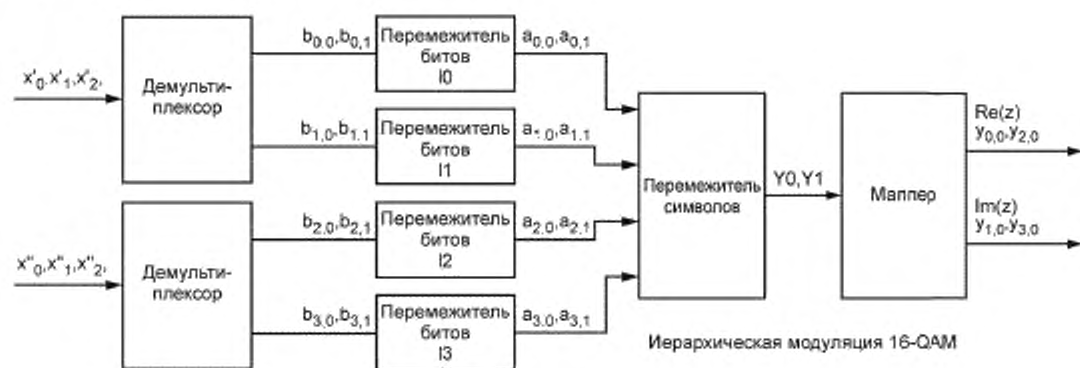 x'0,x'1,x'2,
Демульти-
плексор
b0.0,b0,1
Перемежитель
битов
I0
a0.0,a0,1
b1,0,b1.1
Перемежитель
битов
I1
a1.0,a1.1
x"0,x"1,x"2,
Демульти-
плексор
b2.0,b2,1
Перемежитель
битов
I2
a2.0,a2.1
b3,0,b3,1
Перемежитель
битов
I3
a3.0,a3,1
Перемежитель
символов
Y0,Y1
Маппер
Re(z)
y0,0,y2,0
Im(z)
y1,0,y3,0
Иерархическая модуляция 16-QAM